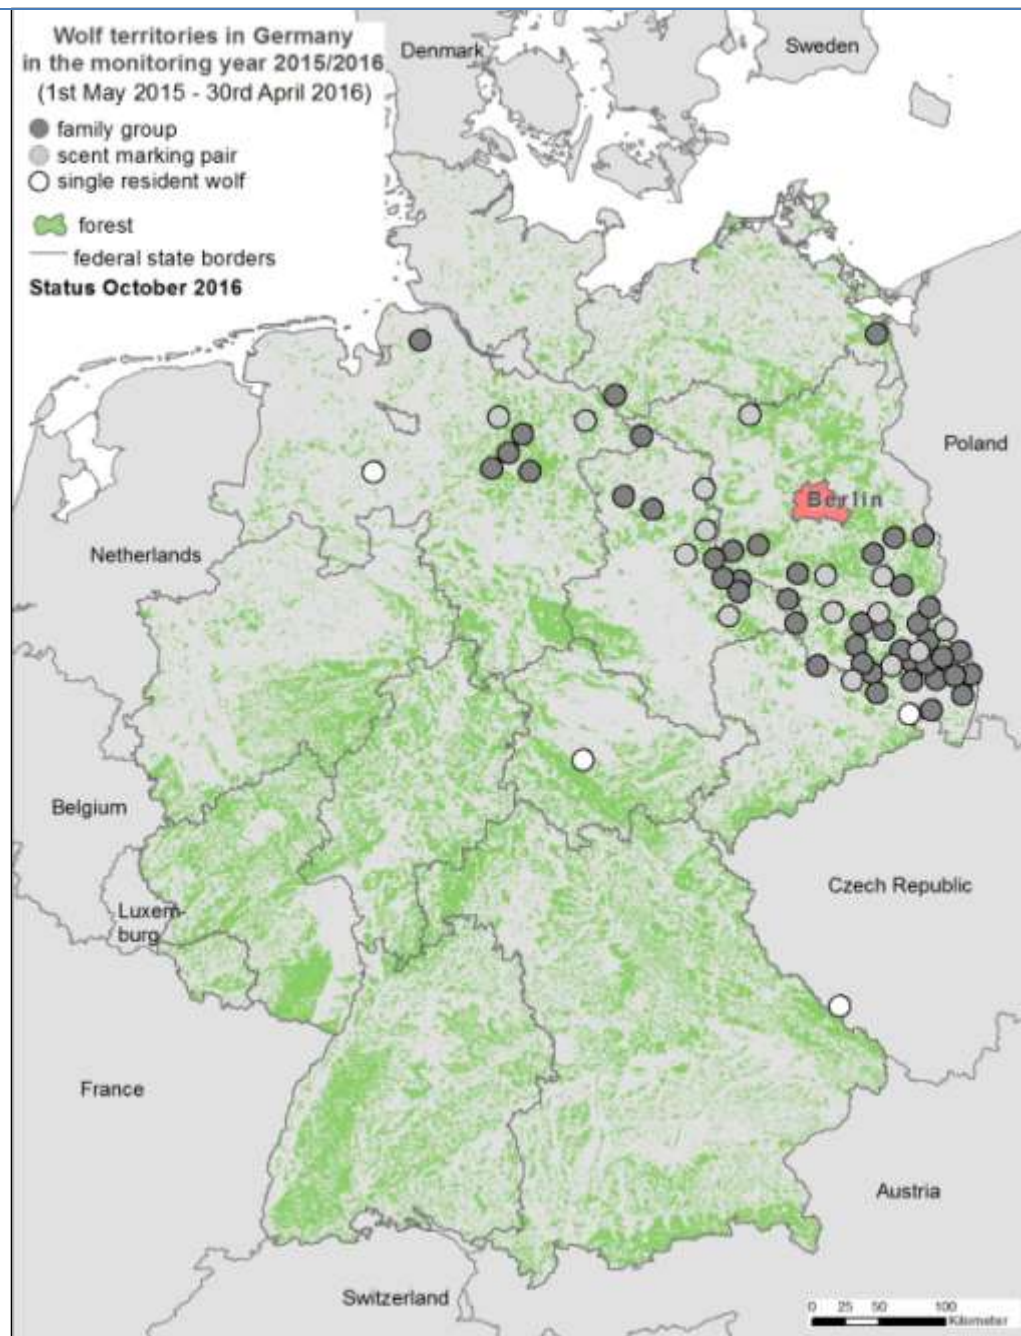 Wolf territories in Germany
in the monitoring year 2015/2016
(1st May 2015 - 30rd April 2016)
family group
scent marking pair
single resident wolf
forest
federal state borders
Status October 2016
Denmark
Sweden
Poland
Berlin
Netherlands
Belgium
Luxem-
burg
Czech Republic
France
Austria
Switzerland
0 25 50 100
Kilometer